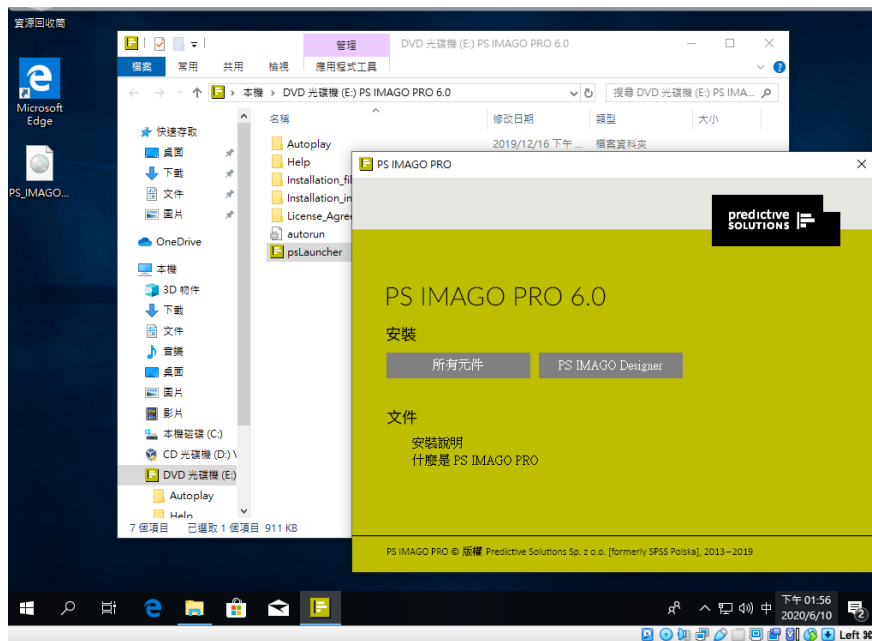 資源回收筒
Microsoft
Edge
PS_IMAGO...
管理
DVD 光碟機 (E:) PS IMAGO PRO 6.0
檔案 常用 共用 檢視 應用程式工具
本機 › DVD 光碟機 (E:) PS IMAGO PRO 6.0
搜尋 DVD 光碟機 (E:) PS IMA...
名稱 修改日期 類型 大小
快速存取
桌面
下載
文件
圖片
OneDrive
本機
3D 物件
下載
文件
音樂
桌面
圖片
影片
本機磁碟 (C:)
CD 光碟機 (D:) \
DVD 光碟機 (E:)
Autoplay
Help
Autoplay 2019/12/16 下午 ... 檔案資料夾
Help
Installation_fil
Installation_in
License_Agree
autorun
psLauncher
7 個項目 已選取 1 個項目 911 KB
PS IMAGO PRO
predictive
SOLUTIONS
PS IMAGO PRO 6.0
安裝
所有元件 PS IMAGO Designer
文件
安裝說明
什麼是 PS IMAGO PRO
PS IMAGO PRO © 版權 Predictive Solutions Sp. z o.o. [formerly SPSS Polska], 2013–2019
中
下午 01:56
2020/6/10
2
Left ⌘